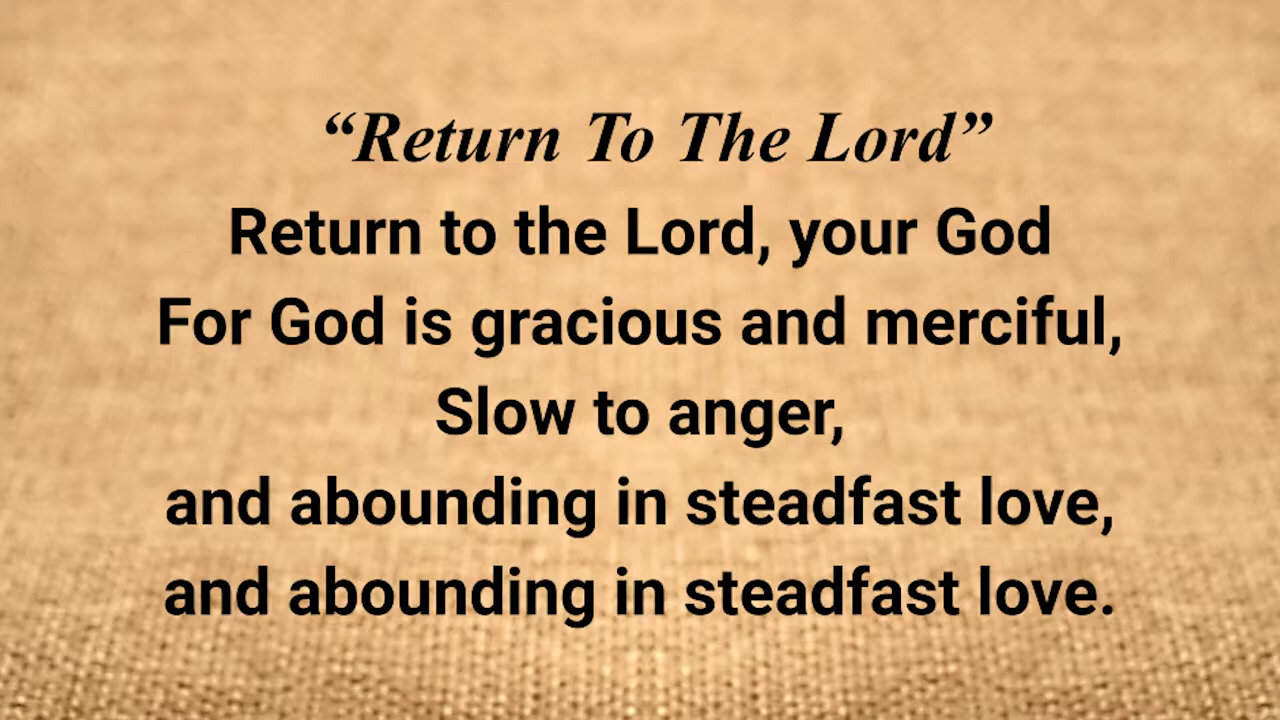 “Return To The Lord”
Return to the Lord, your God
For God is gracious and merciful,
Slow to anger,
and abounding in steadfast love,
and abounding in steadfast love.